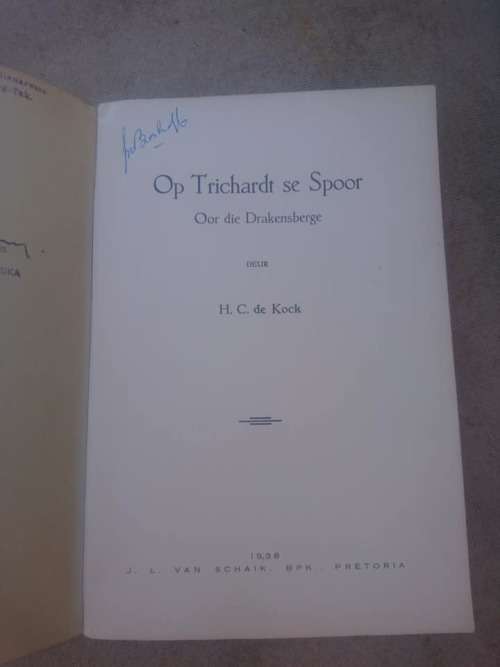 Op Trichardt se Spoor
Oor die Drakensberge
DEUR
H. C. de Kock
1938
J. L. VAN SCHAIK, BPK., PRETORIA